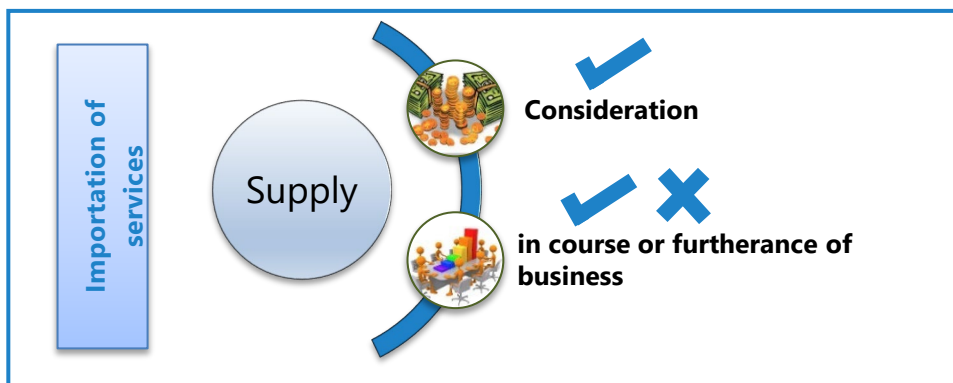 Importation of
services
Supply
Consideration
in course or furtherance of
business